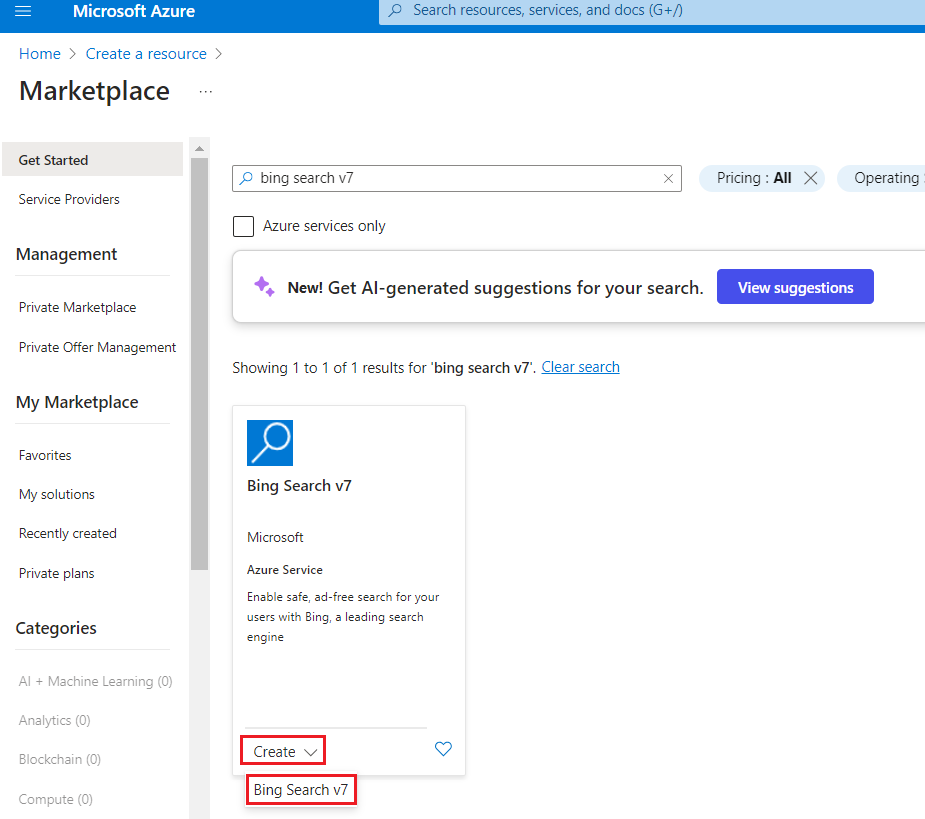 Microsoft Azure
Search resources, services, and docs (G+/)
Home > Create a resource >
Marketplace ...
Get Started
Service Providers
Management
Private Marketplace
Private Offer Management
My Marketplace
Favorites
My solutions
Recently created
Private plans
Categories
AI + Machine Learning (0)
Analytics (0)
Blockchain (0)
Compute (0)
bing search v7
Pricing : All
Operating
Azure services only
New! Get AI-generated suggestions for your search.
View suggestions
Showing 1 to 1 of 1 results for 'bing search v7'. Clear search
Bing Search v7
Microsoft
Azure Service
Enable safe, ad-free search for your
users with Bing, a leading search
engine
Create
Bing Search v7